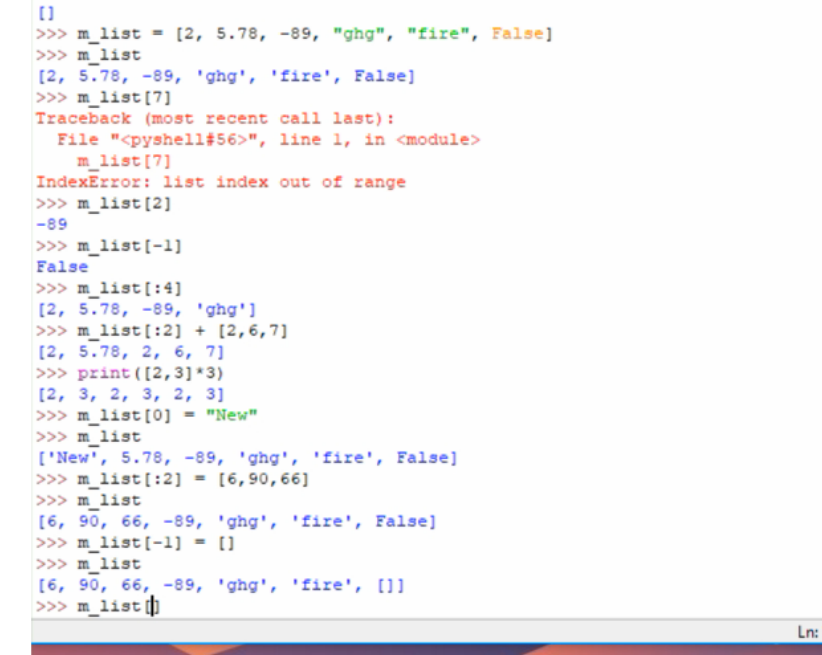 []
>>> m_list = [2, 5.78, -89, "ghg", "fire", False]
>>> m_list
[2, 5.78, -89, 'ghg', 'fire', False]
>>> m_list[7]
Traceback (most recent call last):
  File "<pyshell#56>", line 1, in <module>
    m_list[7]
IndexError: list index out of range
>>> m_list[2]
-89
>>> m_list[-1]
False
>>> m_list[:4]
[2, 5.78, -89, 'ghg']
>>> m_list[:2] + [2,6,7]
[2, 5.78, 2, 6, 7]
>>> print([2,3]*3)
[2, 3, 2, 3, 2, 3]
>>> m_list[0] = "New"
>>> m_list
['New', 5.78, -89, 'ghg', 'fire', False]
>>> m_list[:2] = [6,90,66]
>>> m_list
[6, 90, 66, -89, 'ghg', 'fire', False]
>>> m_list[-1] = []
>>> m_list
[6, 90, 66, -89, 'ghg', 'fire', []]
>>> m_list[]
Ln: